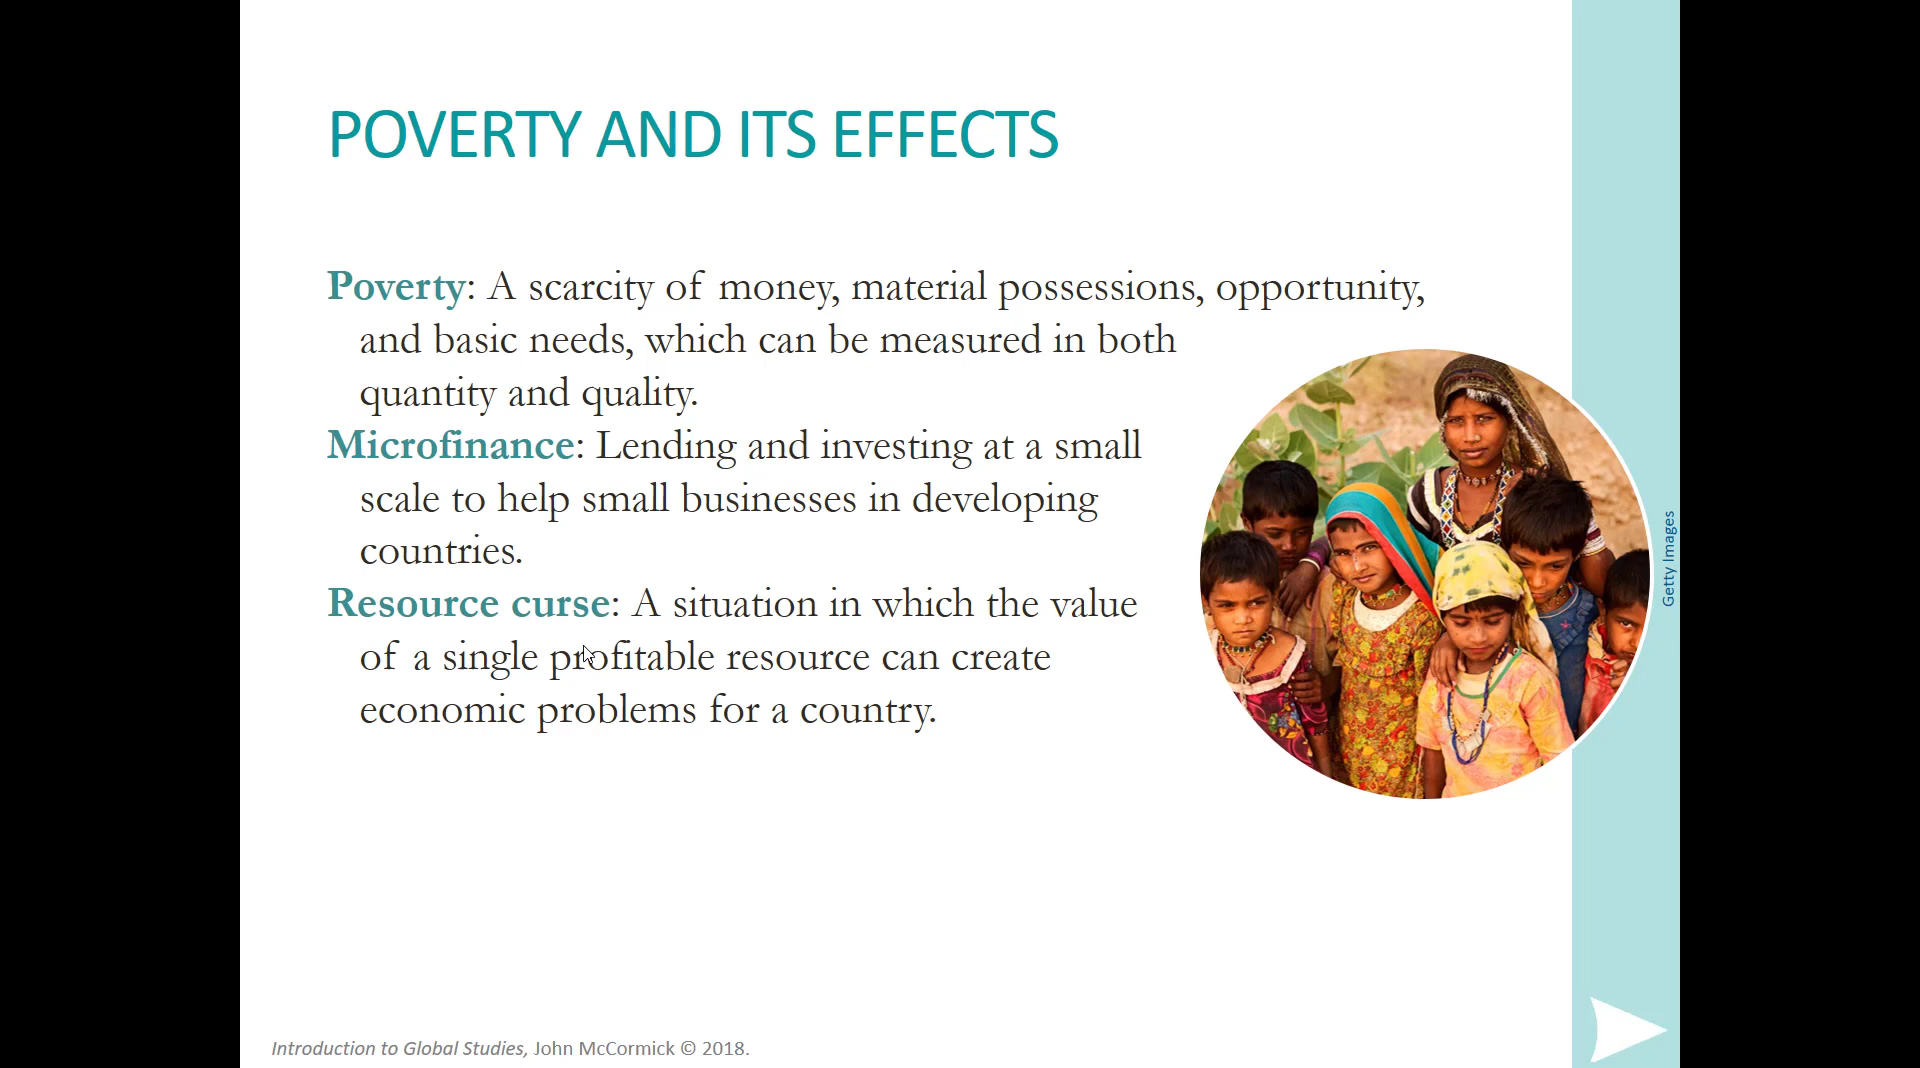 POVERTY AND ITS EFFECTS
Poverty: A scarcity of money, material possessions, opportunity,
and basic needs, which can be measured in both
quantity and quality.
Microfinance: Lending and investing at a small
scale to help small businesses in developing
countries.
Resource curse: A situation in which the value
of a single profitable resource can create
economic problems for a country.
Getty Images
Introduction to Global Studies, John McCormick © 2018.